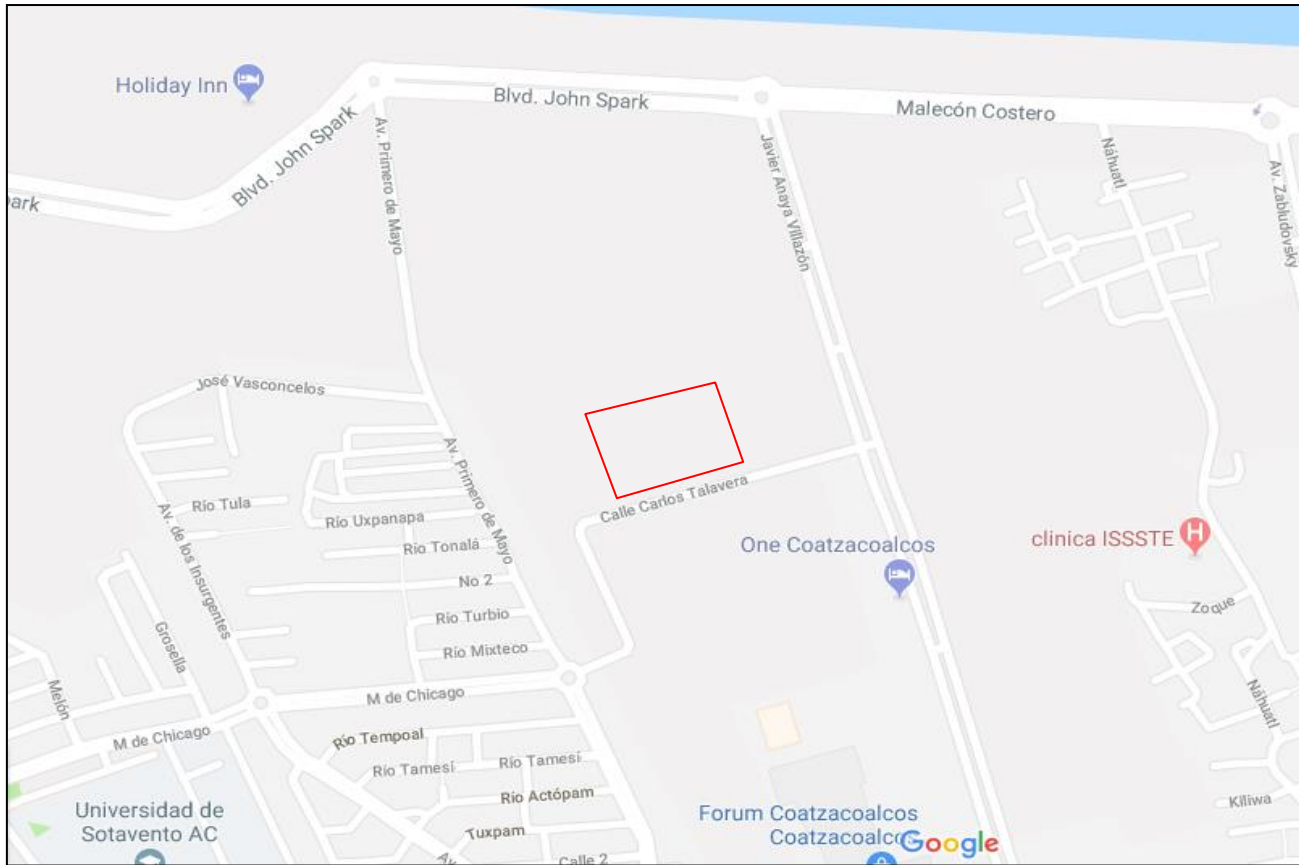 Holiday Inn
Blvd. John Spark
Malecón Costero
Blvd. John Spark
ark
Av. Primero de Mayo
Javier Anaya Villazón
Náhuatl
Av. Zabludovsky
José Vasconcelos
Av. Primero de Mayo
Av. de los Insurgentes
Río Tula
Río Uxpanapa
Río Tonalá
No 2
Río Turbio
Río Mixteco
Calle Carlos Talavera
One Coatzacoalcos
clinica ISSSTE
Zoque
Náhuatl
Grosella
Melón
M de Chicago
M de Chicago
Río Tempoal
Río Tamesí
Río Tamesí
Río Actópam
Tuxpam
Av
Calle 2
Kiliwa
Universidad de
Sotavento AC
Forum Coatzacoalcos
Coatzacoalco
Google